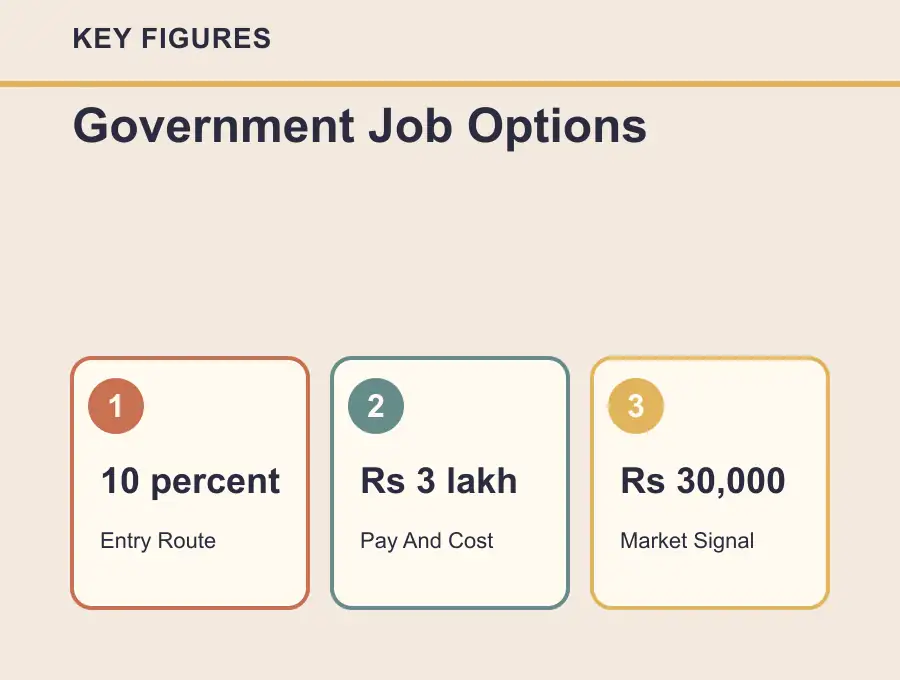 KEY FIGURES
Government Job Options
1
10 percent
Entry Route
2
Rs 3 lakh
Pay And Cost
3
Rs 30,000
Market Signal